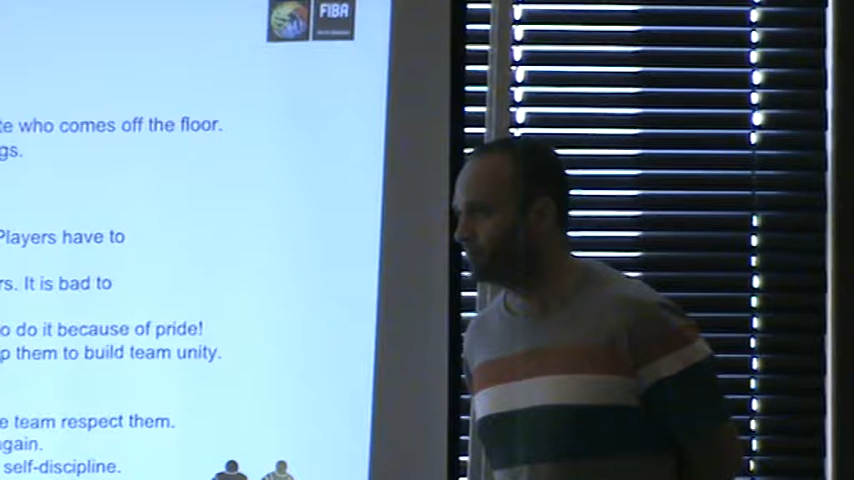 FIBA
te who comes off the floor.
gs.
Players have to
rs. It is bad to
o do it because of pride!
p them to build team unity.
e team respect them.
again.
self-discipline.